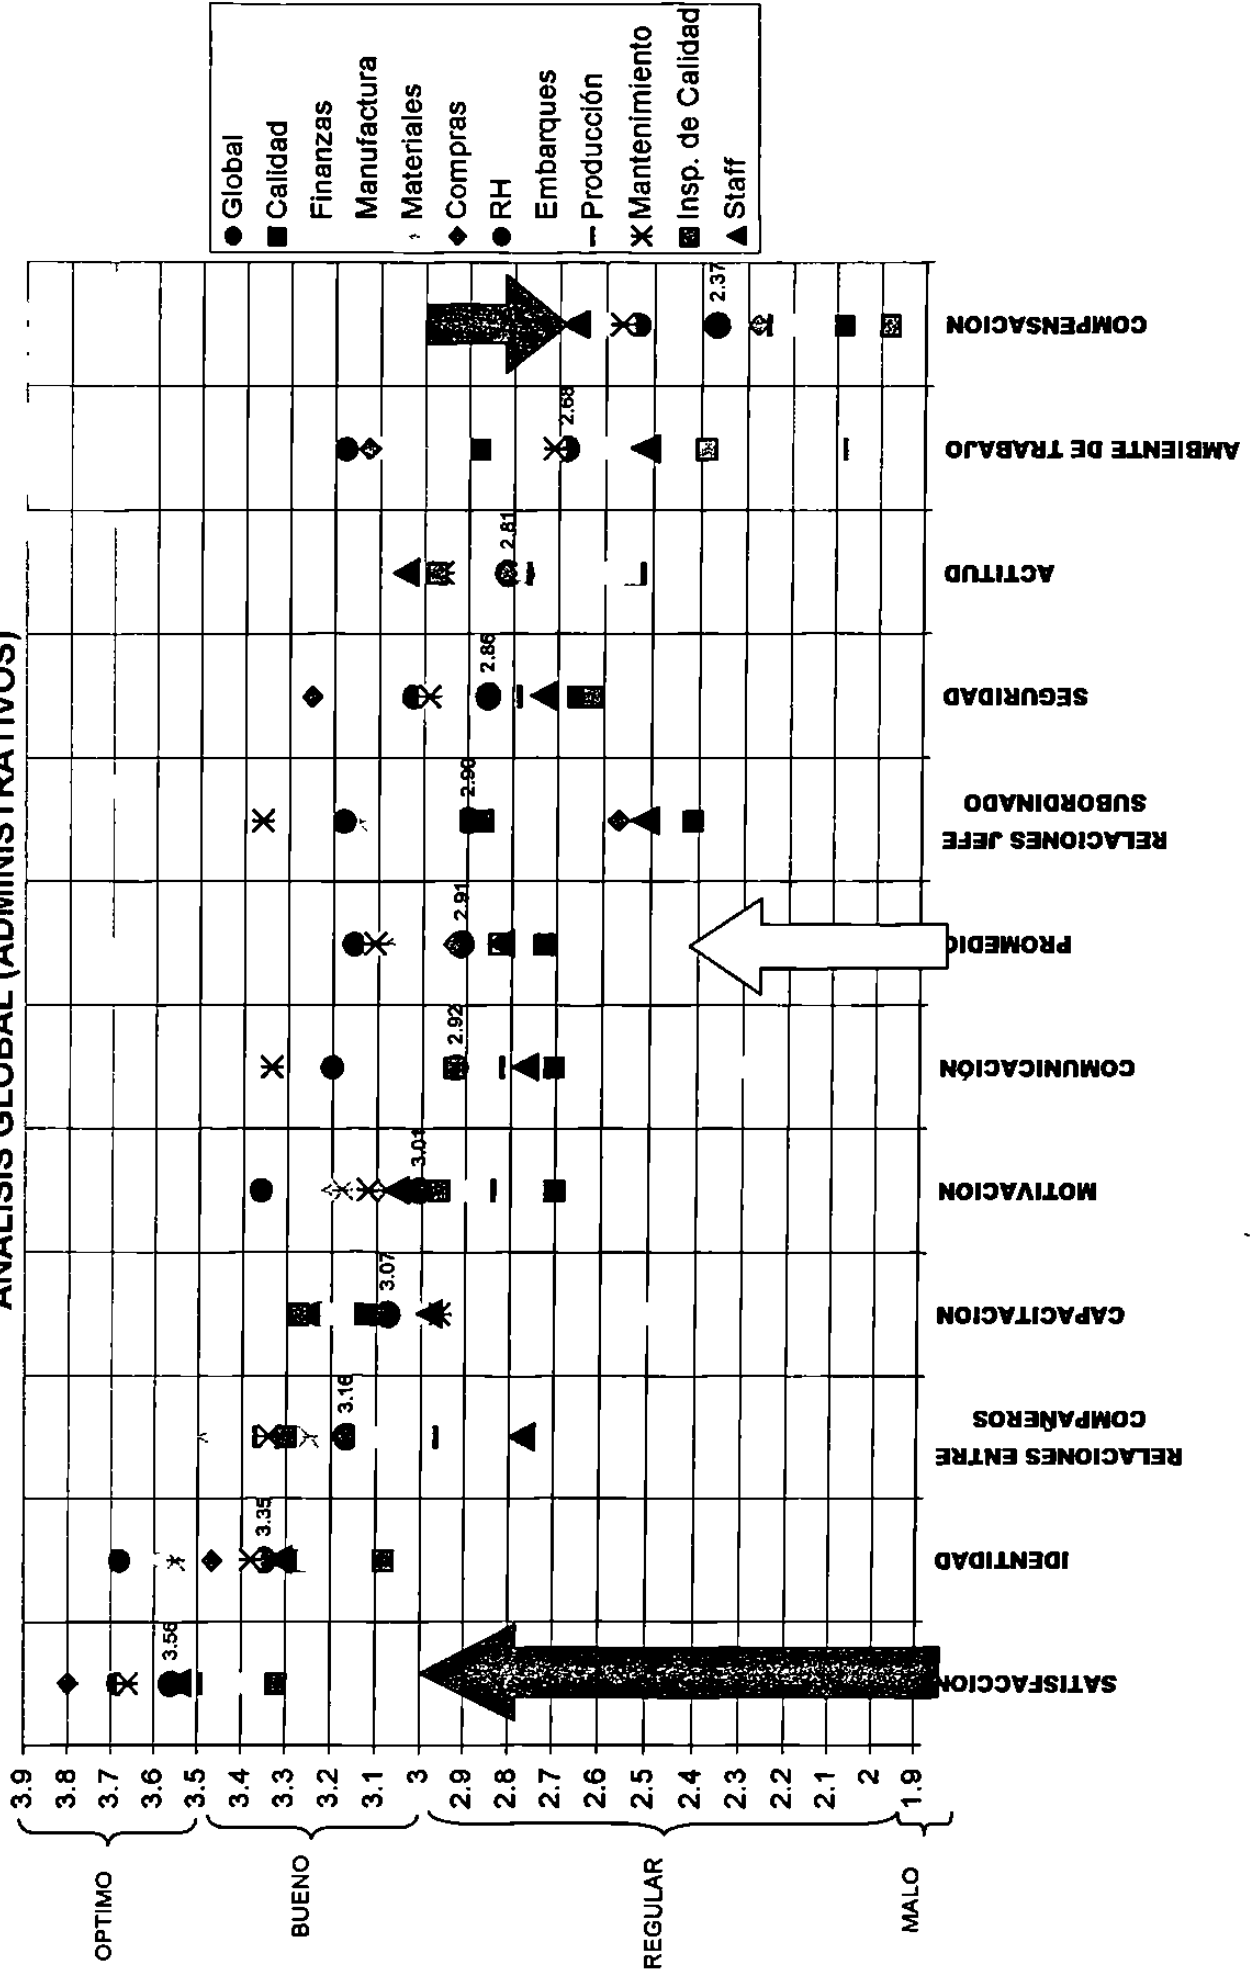 ANALISIS GLOBAL (ADMINISTRATIVOS)
OPTIMO
BUENO
REGULAR
MALO
3.9
3.8
3.7
3.6
3.5
3.4
3.3
3.2
3.1
3
2.9
2.8
2.7
2.6
2.5
2.4
2.3
2.2
2.1
2
1.9
3.56
3.35
3.16
3.07
3.01
2.92
2.91
2.90
2.86
2.81
2.68
2.37
SATISFACCION
IDENTIDAD
RELACIONES ENTRE
COMPAÑEROS
CAPACITACION
MOTIVACION
COMUNICACIÓN
PROMEDIO
RELACIONES JEFE
SUBORDINADO
SEGURIDAD
ACTITUD
AMBIENTE DE TRABAJO
COMPENSACION
Global
Calidad
Finanzas
Manufactura
Materiales
Compras
RH
Embarques
Producción
Mantenimiento
Insp. de Calidad
Staff